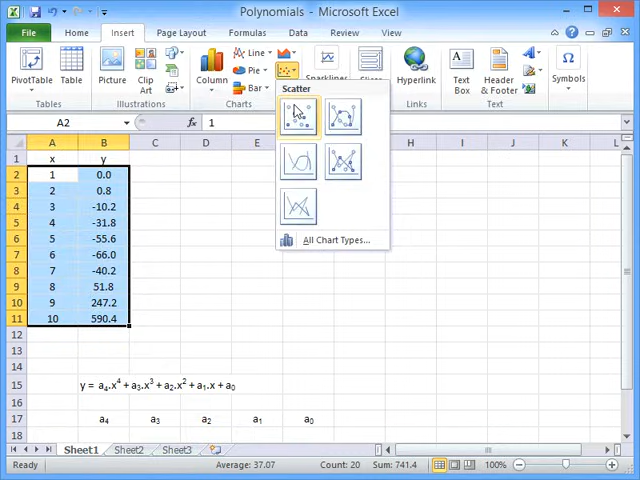 Polynomials - Microsoft Excel
File Home Insert Page Layout Formulas Data Review View
PivotTable Table Picture Clip Art Column Line Pie Bar Hyperlink Text Box Header & Footer Symbols
Tables Illustrations Charts Links Text
Scatter
All Chart Types...
A2 fx 1
A B C D E H I J K L
1 x y
2 1 0.0
3 2 0.8
4 3 -10.2
5 4 -31.8
6 5 -55.6
7 6 -66.0
8 7 -40.2
9 8 51.8
10 9 247.2
11 10 590.4
12
13
14
15 y = a₄.x⁴ + a₃.x³ + a₂.x² + a₁.x + a₀
16
17 a₄ a₃ a₂ a₁ a₀
18
Sheet1 Sheet2 Sheet3
Ready Average: 37.07 Count: 20 Sum: 741.4 100%